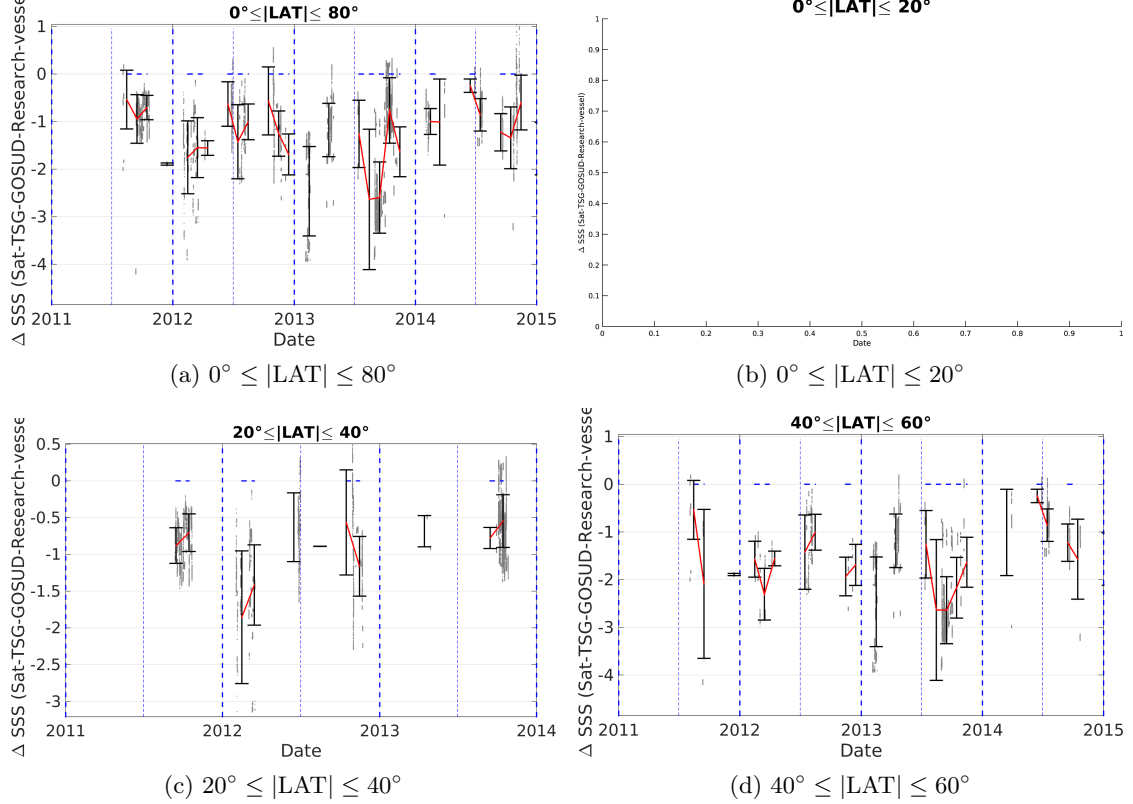 0°≤|LAT|≤ 80°
Δ SSS (Sat-TSG-GOSUD-Research-vesse
1
0
-1
-2
-3
-4
2011 2012 2013 2014 2015
Date
(a) 0° ≤ |LAT| ≤ 80°
0°≤|LAT|≤ 20°
Δ SSS (Sat-TSG-GOSUD-Research-vessel)
1
0.9
0.8
0.7
0.6
0.5
0.4
0.3
0.2
0.1
0
0 0.1 0.2 0.3 0.4 0.5 0.6 0.7 0.8 0.9 1
Date
(b) 0° ≤ |LAT| ≤ 20°
20°≤|LAT|≤ 40°
Δ SSS (Sat-TSG-GOSUD-Research-vesse
0.5
0
-0.5
-1
-1.5
-2
-2.5
-3
2011 2012 2013 2014
Date
(c) 20° ≤ |LAT| ≤ 40°
40°≤|LAT|≤ 60°
Δ SSS (Sat-TSG-GOSUD-Research-vesse
1
0
-1
-2
-3
-4
2011 2012 2013 2014 2015
Date
(d) 40° ≤ |LAT| ≤ 60°